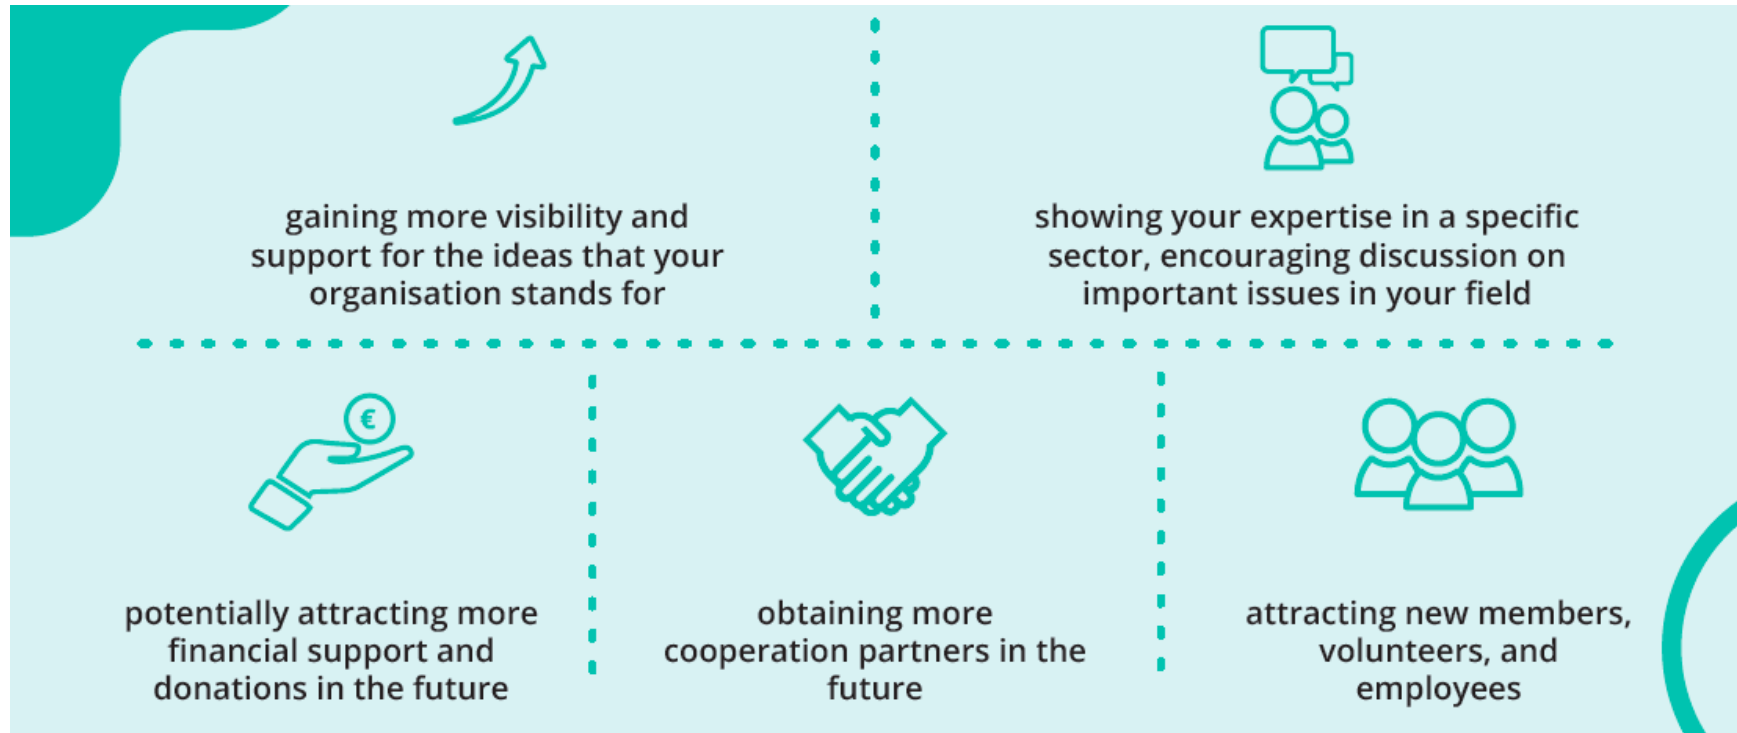 gaining more visibility and
support for the ideas that your
organisation stands for
showing your expertise in a specific
sector, encouraging discussion on
important issues in your field
€
potentially attracting more
financial support and
donations in the future
obtaining more
cooperation partners in the
future
attracting new members,
volunteers, and
employees